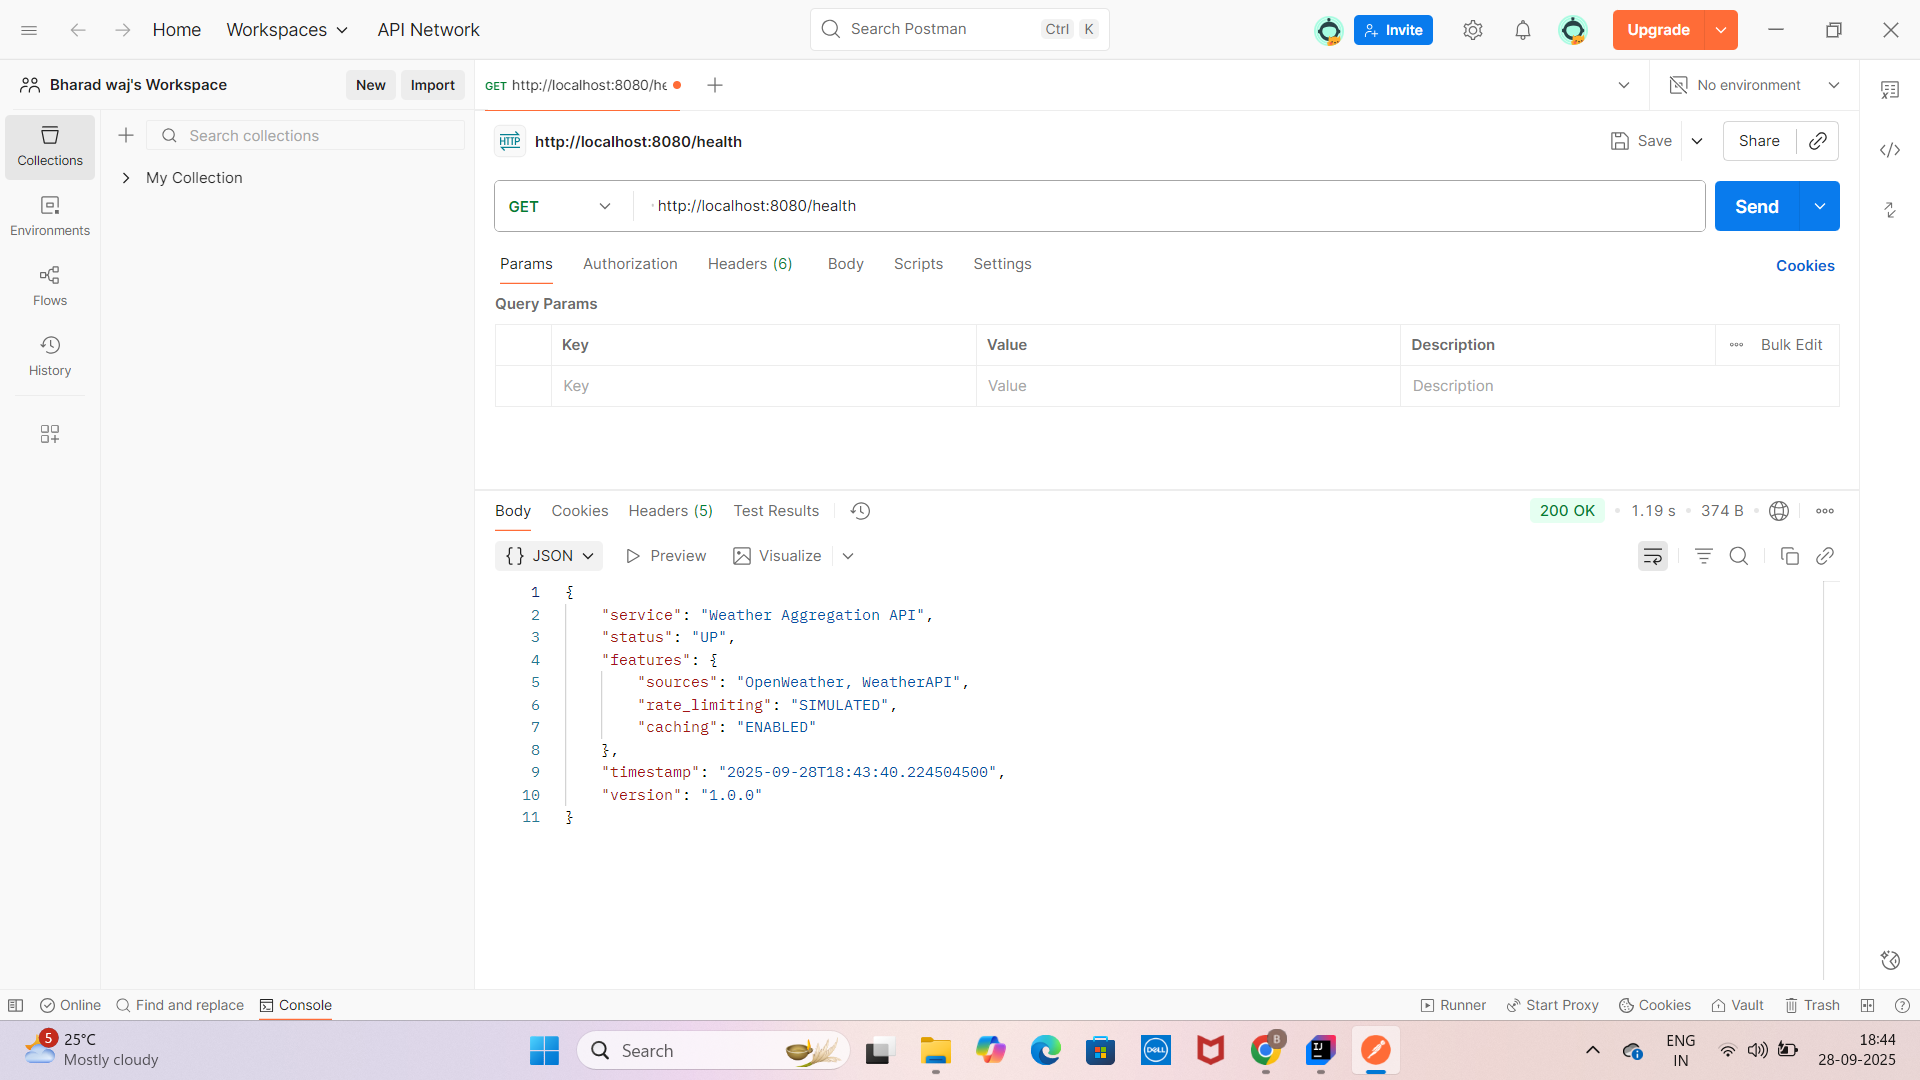 Home Workspaces API Network Search Postman Ctrl K Invite Upgrade
Bharad waj's Workspace New Import GET http://localhost:8080/he No environment
Collections
Environments
Flows
History
Search collections
My Collection
HTTP http://localhost:8080/health Save Share
GET http://localhost:8080/health Send
Params Authorization Headers (6) Body Scripts Settings Cookies
Query Params
Key Value Description Bulk Edit
Key Value Description
Body Cookies Headers (5) Test Results 200 OK • 1.19 s • 374 B •
{} JSON Preview Visualize
1 {
2 "service": "Weather Aggregation API",
3 "status": "UP",
4 "features": {
5 "sources": "OpenWeather, WeatherAPI",
6 "rate_limiting": "SIMULATED",
7 "caching": "ENABLED"
8 },
9 "timestamp": "2025-09-28T18:43:40.224504500",
10 "version": "1.0.0"
11 }
Online Find and replace Console Runner Start Proxy Cookies Vault Trash
5 25°C
Mostly cloudy
Search
DELL
B
IJ
ENG
IN
18:44
28-09-2025